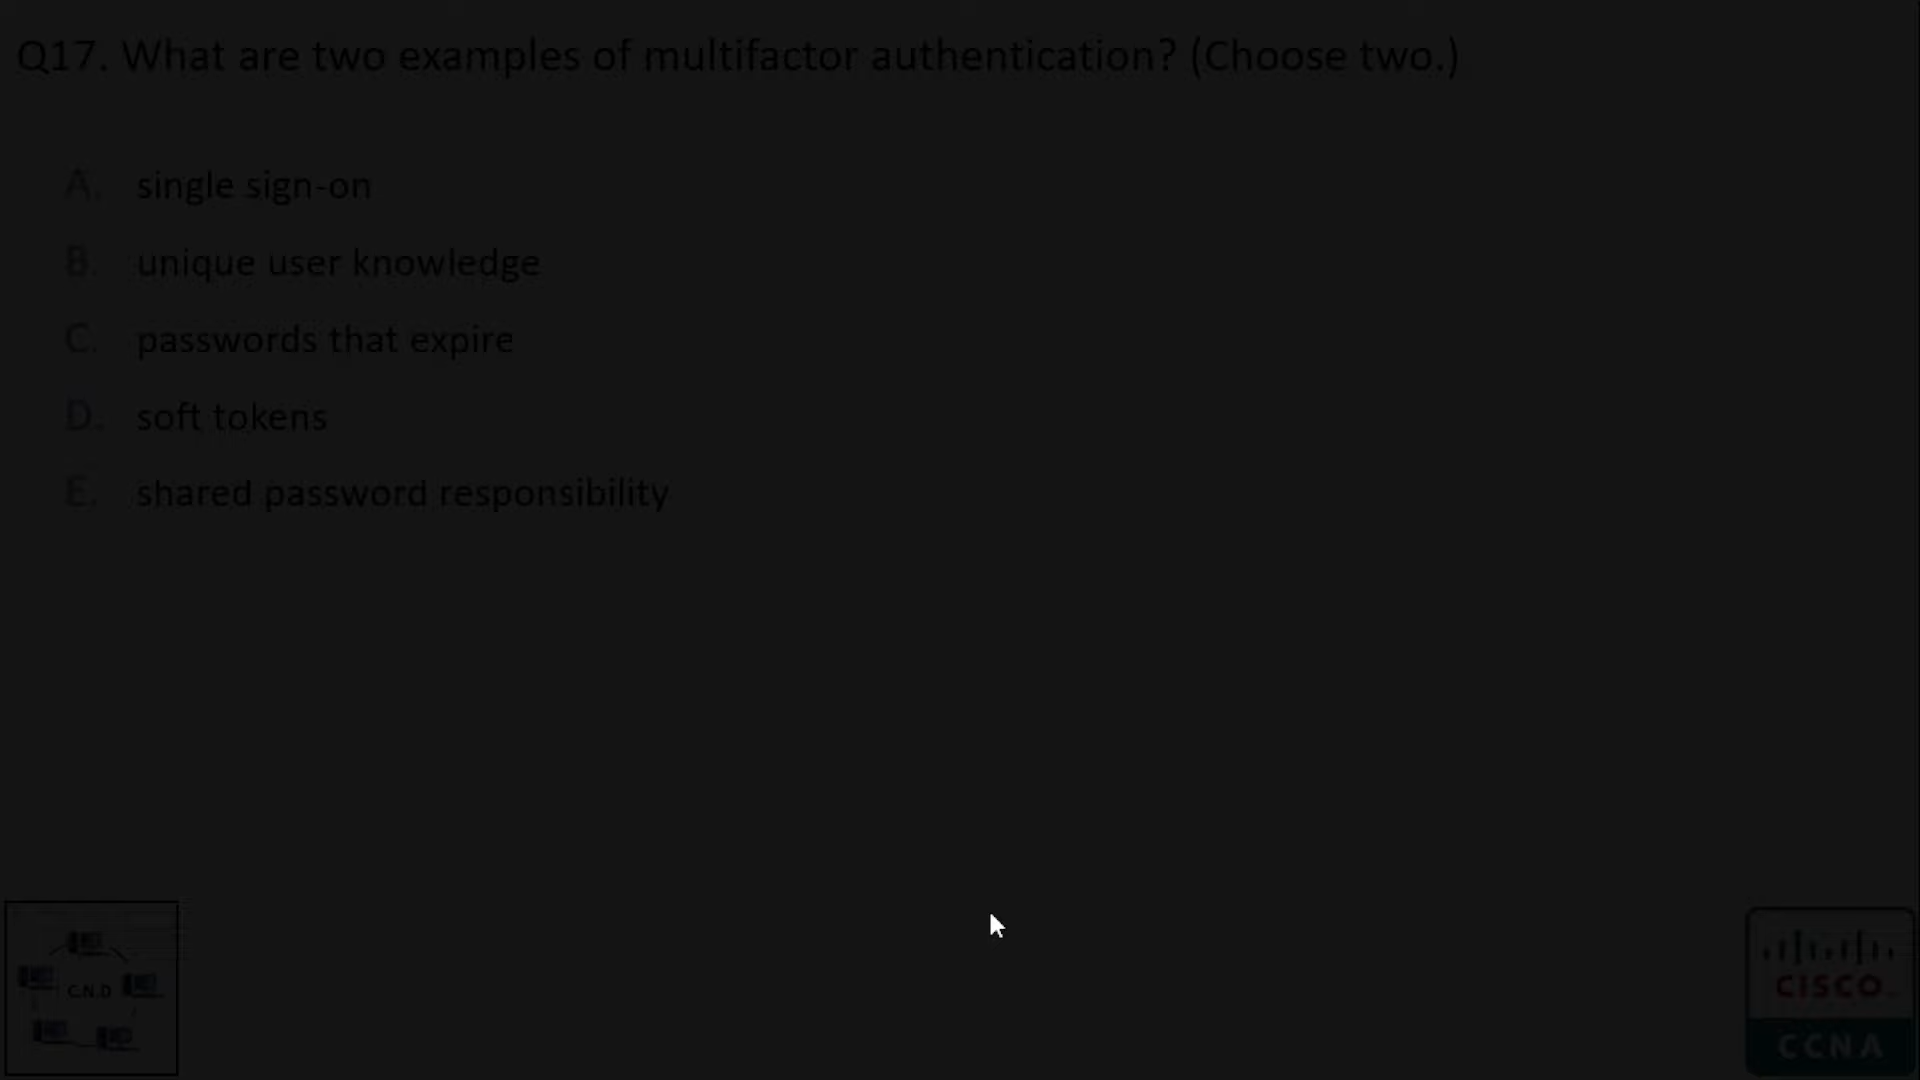 Q17. What are two examples of multifactor authentication? (Choose two.)
A. single sign-on
B. unique user knowledge
C. passwords that expire
D. soft tokens
E. shared password responsibility
C.N.D
CISCO
CCNA